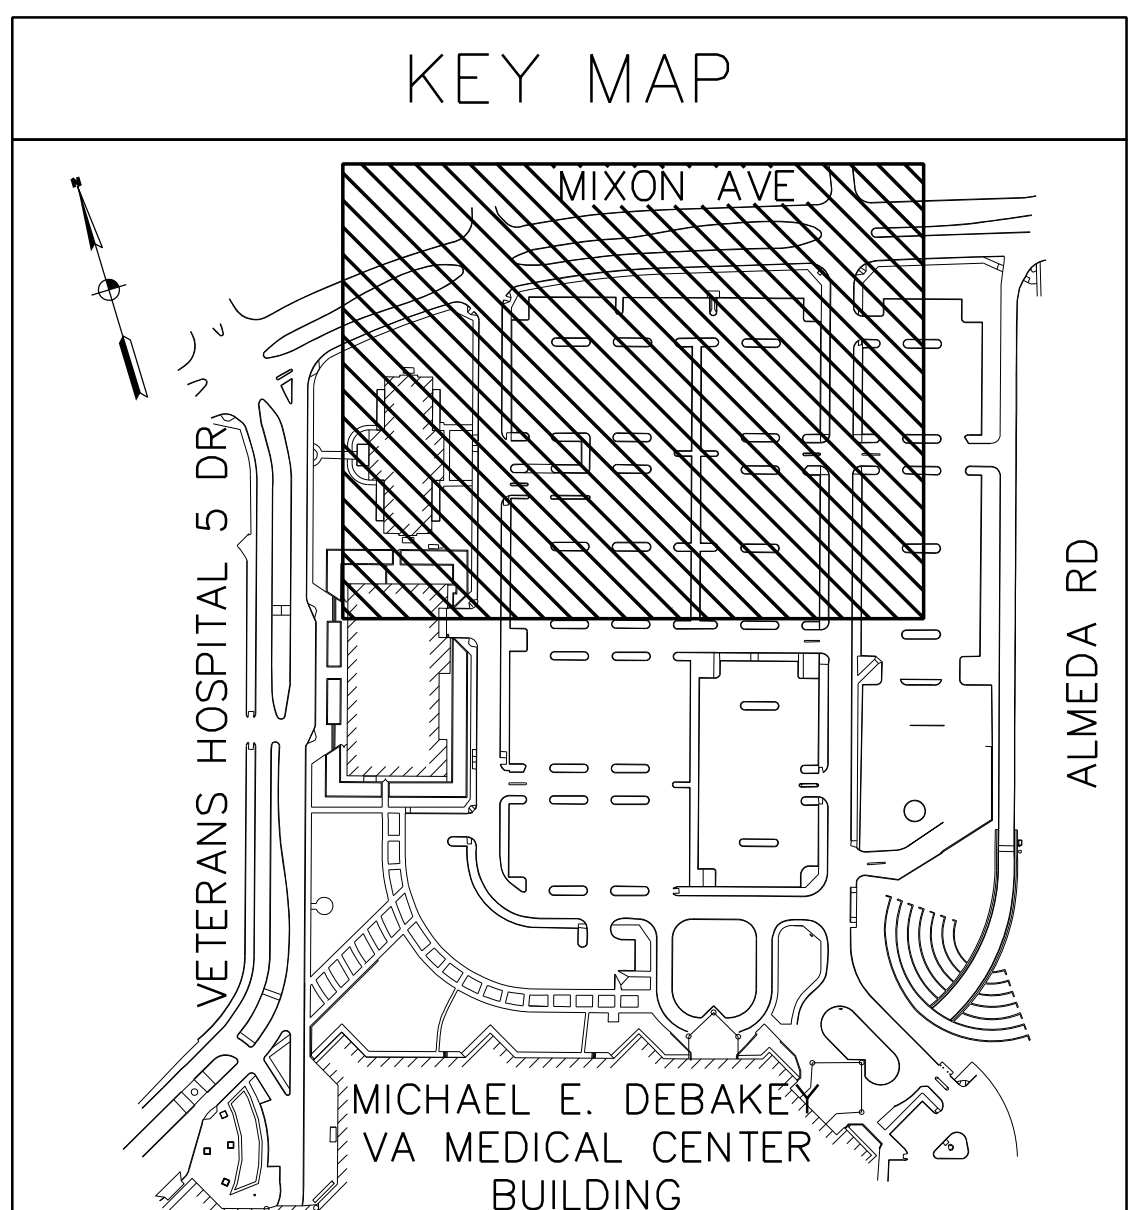 KEY MAP
N
MIXON AVE
VETERANS HOSPITAL 5 DR
ALMEDA RD
MICHAEL E. DEBAKEY
VA MEDICAL CENTER
BUILDING